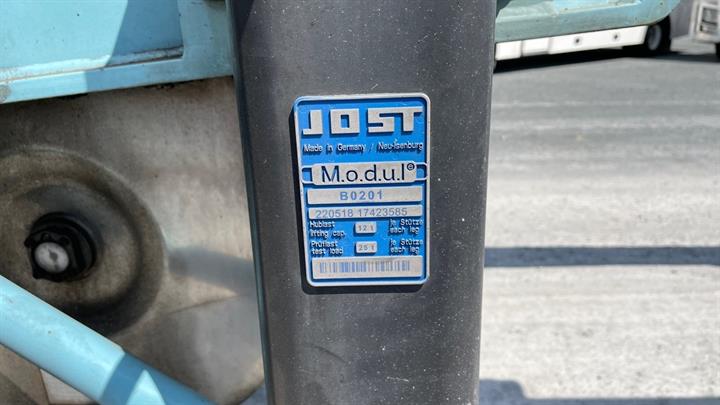 JOST
Made in Germany / Neu-Isenburg
M.o.d.u.l®
B0201
220518 17423585
Hublast 12 t je Stütze
lifting cap. each leg
Prüflast 25 t je Stütze
test load each leg